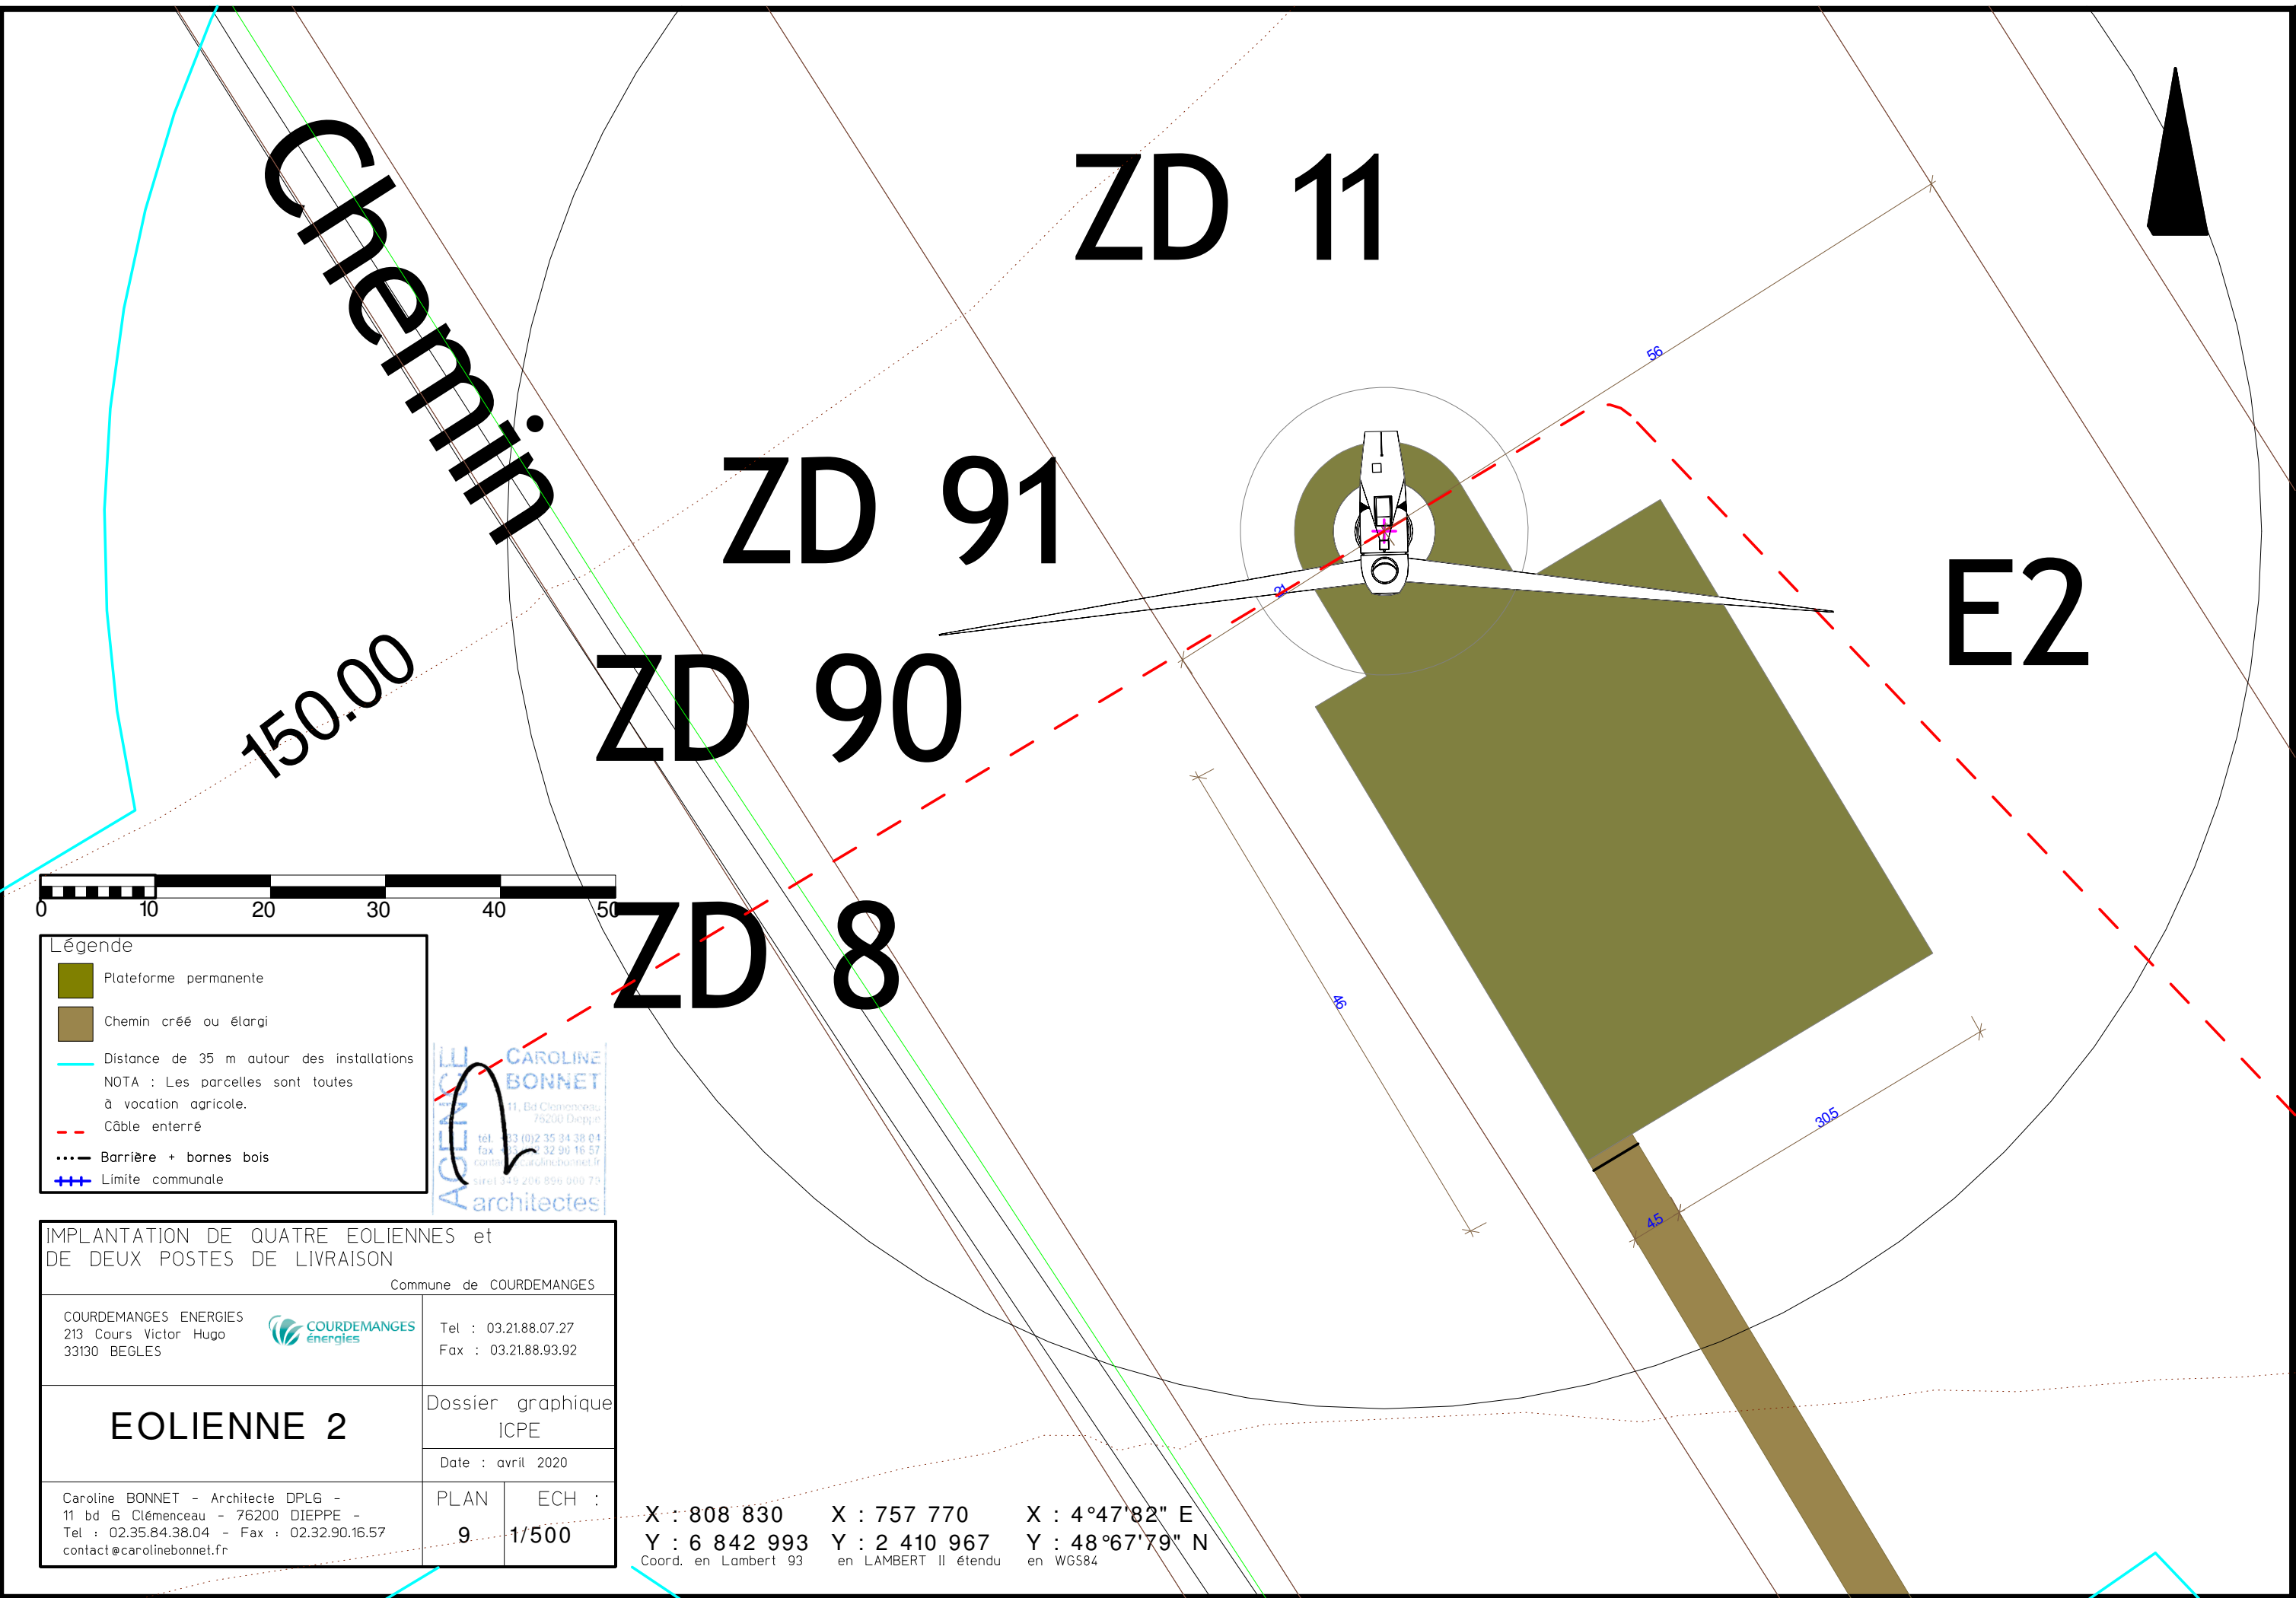 Chemin
ZD 11
56
ZD 91
21
E2
ZD 90
150.00
46
30.5
4.5
ZD 8
0 10 20 30 40 50
Légende
Plateforme permanente
Chemin créé ou élargi
Distance de 35 m autour des installations
NOTA : Les parcelles sont toutes
à vocation agricole.
Câble enterré
Barrière + bornes bois
Limite communale
AGENCE
CAROLINE
BONNET
11, Bd Clemenceau
76200 Dieppe
architectes
IMPLANTATION DE QUATRE EOLIENNES et
DE DEUX POSTES DE LIVRAISON
Commune de COURDEMANGES
COURDEMANGES ENERGIES
213 Cours Victor Hugo
33130 BEGLES
COURDEMANGES
énergies
Tel : 03.21.88.07.27
Fax : 03.21.88.93.92
EOLIENNE 2
Dossier graphique
ICPE
Date : avril 2020
Caroline BONNET - Architecte DPLG -
11 bd G Clémenceau - 76200 DIEPPE -
Tel : 02.35.84.38.04 - Fax : 02.32.90.16.57
contact@carolinebonnet.fr
PLAN
9
ECH :
1/500
X : 808 830
Y : 6 842 993
Coord. en Lambert 93
X : 757 770
Y : 2 410 967
en LAMBERT II étendu
X : 4°47'82" E
Y : 48°67'79" N
en WGS84